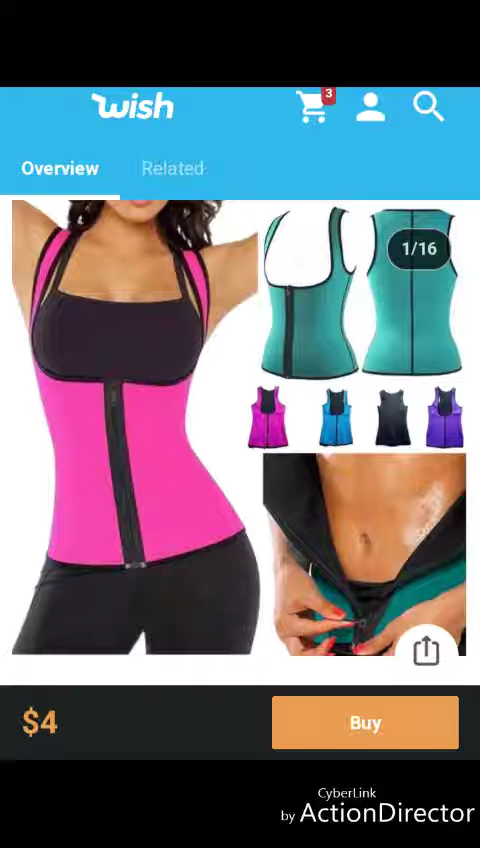 wish
3
Overview Related
1/16
$4 Buy
CyberLink
by ActionDirector